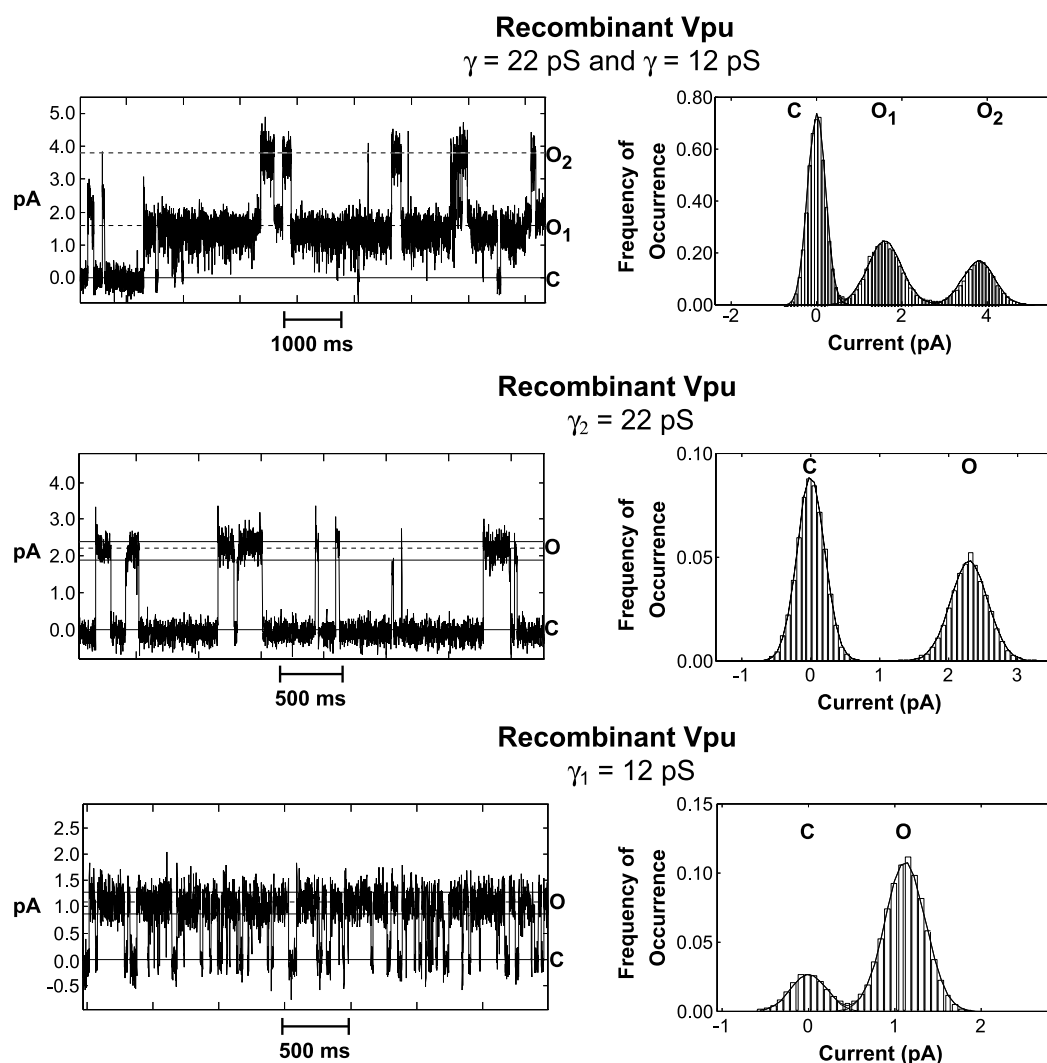 Recombinant Vpu
γ = 22 pS and γ = 12 pS
pA
5.0
4.0
3.0
2.0
1.0
0.0
O2
O1
C
1000 ms
Frequency of
Occurrence
0.80
0.60
0.40
0.20
0.00
C O1 O2
-2 0 2 4
Current (pA)
Recombinant Vpu
γ2 = 22 pS
pA
4.0
3.0
2.0
1.0
0.0
O
C
500 ms
Frequency of
Occurrence
0.10
0.05
0.00
C O
-1 0 1 2 3
Current (pA)
Recombinant Vpu
γ1 = 12 pS
pA
2.5
2.0
1.5
1.0
0.5
0.0
-0.5
O
C
500 ms
Frequency of
Occurrence
0.15
0.10
0.05
0.00
C O
-1 0 1 2
Current (pA)